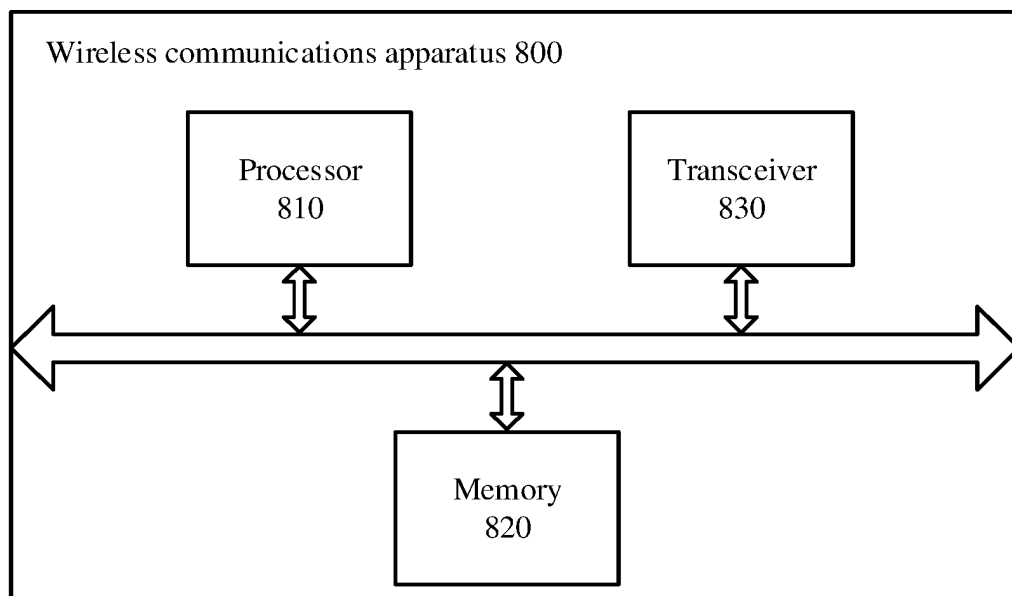 Wireless communications apparatus 800
Processor
810
Transceiver
830
Memory
820